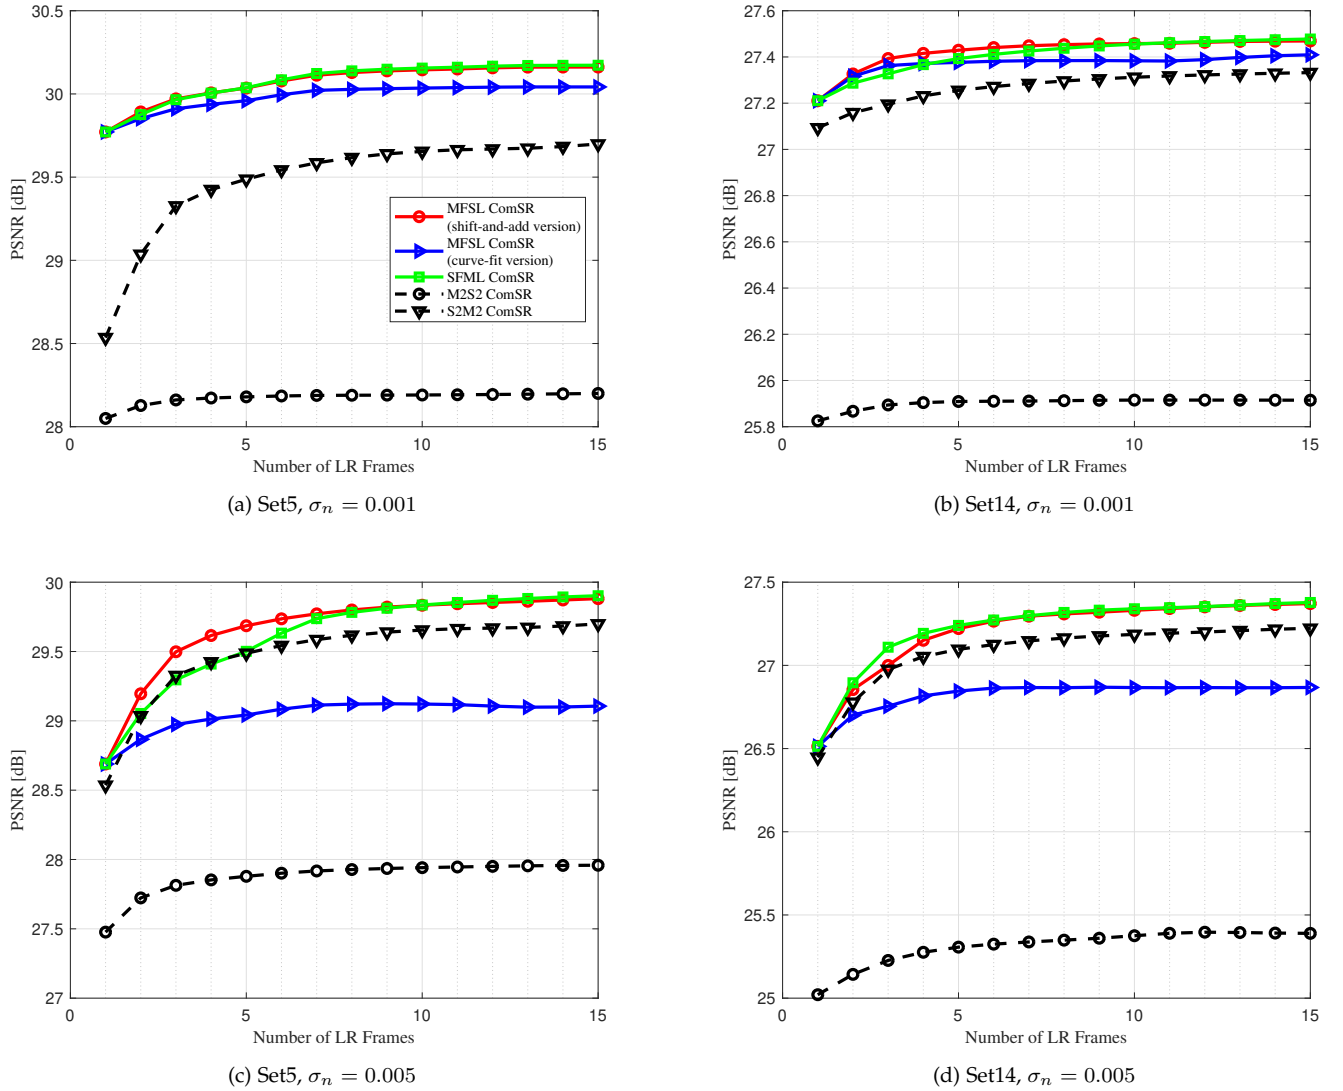 30.5
30
29.5
29
28.5
28
0
5
10
15
PSNR [dB]
Number of LR Frames
MFSL ComSR
(shift-and-add version)
MFSL ComSR
(curve-fit version)
SFML ComSR
M2S2 ComSR
S2M2 ComSR
(a) Set5, σn = 0.001
27.6
27.4
27.2
27
26.8
26.6
26.4
26.2
26
25.8
0
5
10
15
PSNR [dB]
Number of LR Frames
(b) Set14, σn = 0.001
30
29.5
29
28.5
28
27.5
27
0
5
10
15
PSNR [dB]
Number of LR Frames
(c) Set5, σn = 0.005
27.5
27
26.5
26
25.5
25
0
5
10
15
PSNR [dB]
Number of LR Frames
(d) Set14, σn = 0.005